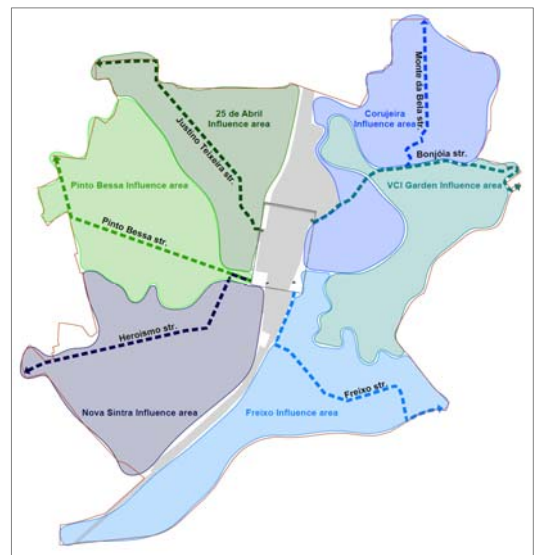 25 de Abril
Influence area
Justino Teixeira str.
Monte da Bela str.
Corujeira
Influence area
Bonjóia str.
VCI Garden Influence area
Pinto Bessa Influence area
Pinto Bessa str.
Heroismo str.
Nova Sintra Influence area
Freixo str.
Freixo Influence area